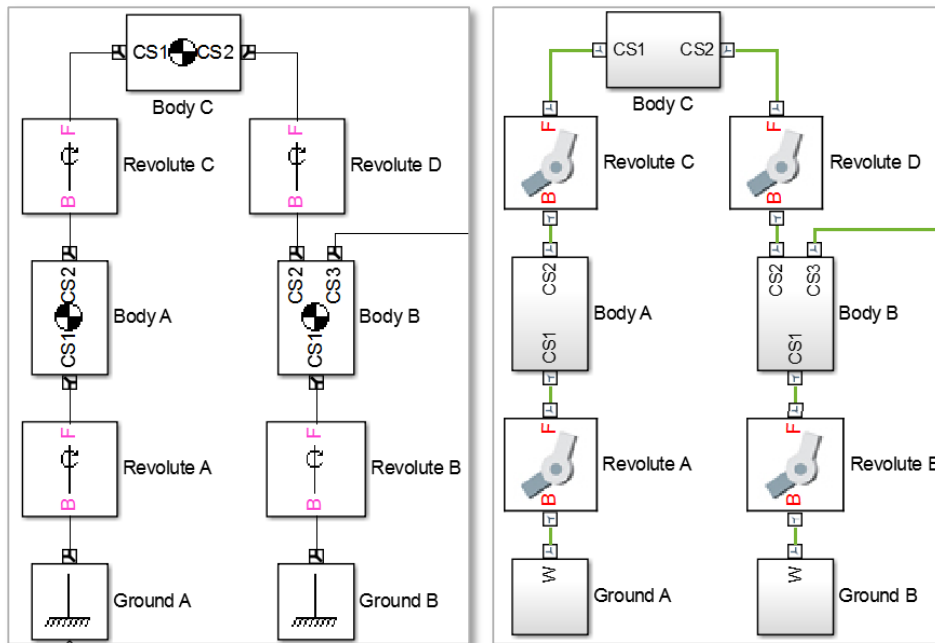 CS1 CS2
Body C
F
B
Revolute C
F
B
Revolute D
CS2
CS1
Body A
CS2
CS3
CS1
Body B
F
B
Revolute A
F
B
Revolute B
Ground A
Ground B
CS1 CS2
Body C
F
B
Revolute C
F
B
Revolute D
CS2
CS1
Body A
CS2
CS3
CS1
Body B
F
B
Revolute A
F
B
Revolute B
W
Ground A
W
Ground B